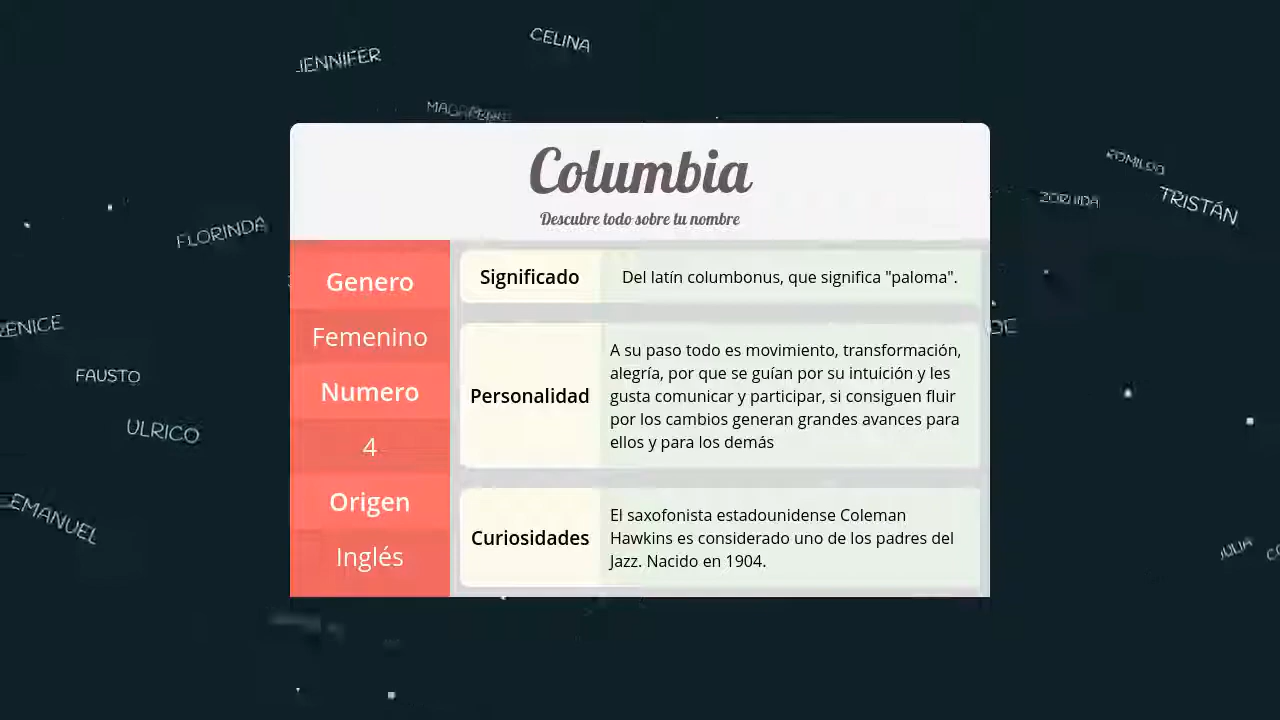 CELINA
JENNIFER
Columbia
Descubre todo sobre tu nombre
TRISTÁN
FLORINDA
Genero
Femenino
Numero
4
Origen
Inglés
Significado
Del latín columbonus, que significa "paloma".
Personalidad
A su paso todo es movimiento, transformación,
alegría, por que se guían por su intuición y les
gusta comunicar y participar, si consiguen fluir
por los cambios generan grandes avances para
ellos y para los demás
Curiosidades
El saxofonista estadounidense Coleman
Hawkins es considerado uno de los padres del
Jazz. Nacido en 1904.
FAUSTO
ULRICO
EMANUEL
JULIA